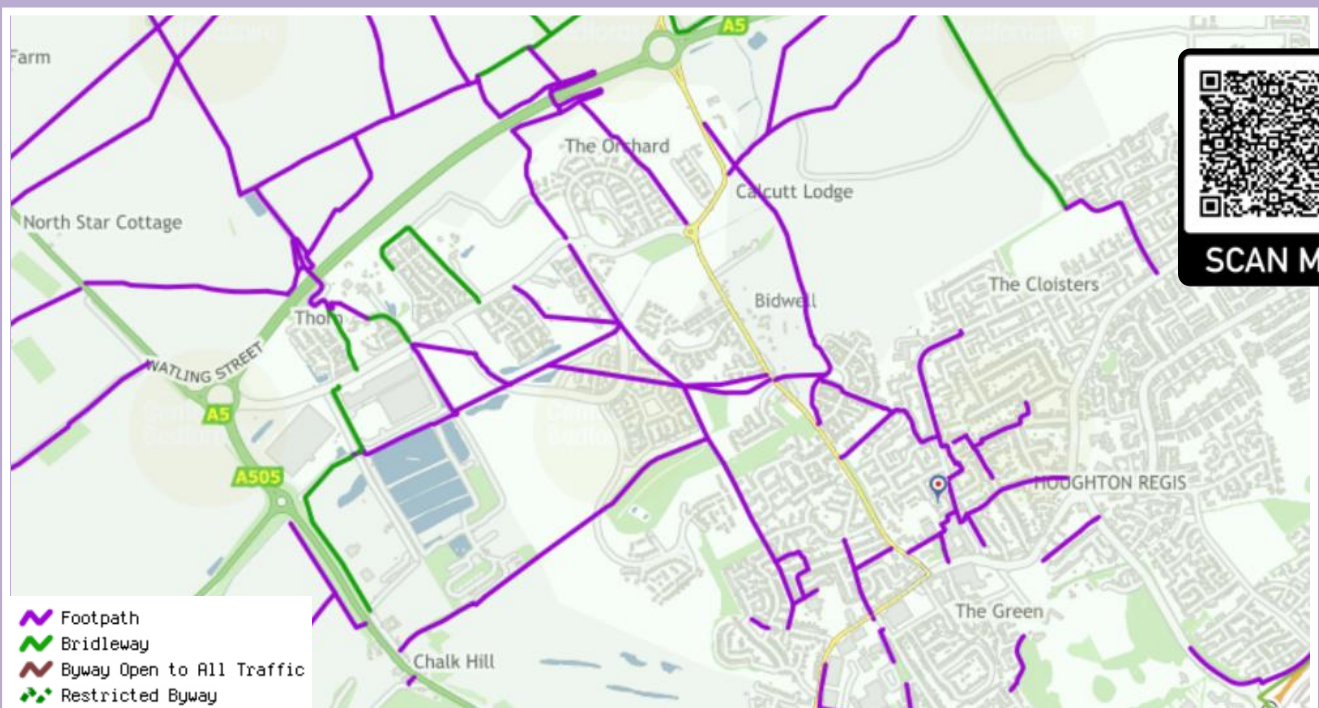 A5
Farm
The Orchard
Calcutt Lodge
North Star Cottage
SCAN M
The Cloisters
Bidwell
Thorn
WATLING STREET
A5
A505
HOUGHTON REGIS
The Green
Chalk Hill
Footpath
Bridleway
Byway Open to All Traffic
Restricted Byway